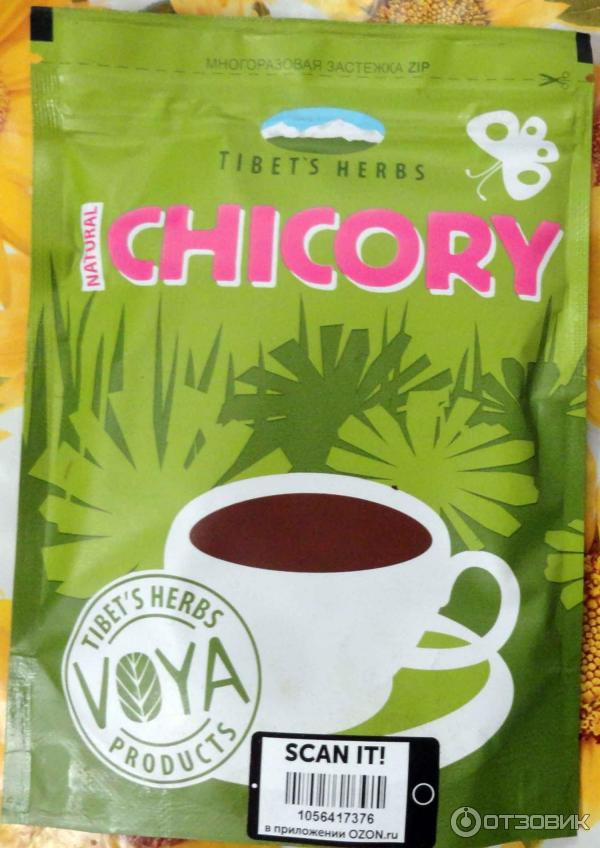 МНОГОРАЗОВАЯ ЗАСТЕЖКА ZIP
TIBET'S HERBS
NATURAL
CHICORY
TIBET'S HERBS
VOYA
PRODUCTS
SCAN IT!
1056417376
в приложении OZON.ru
ОТЗОВИК